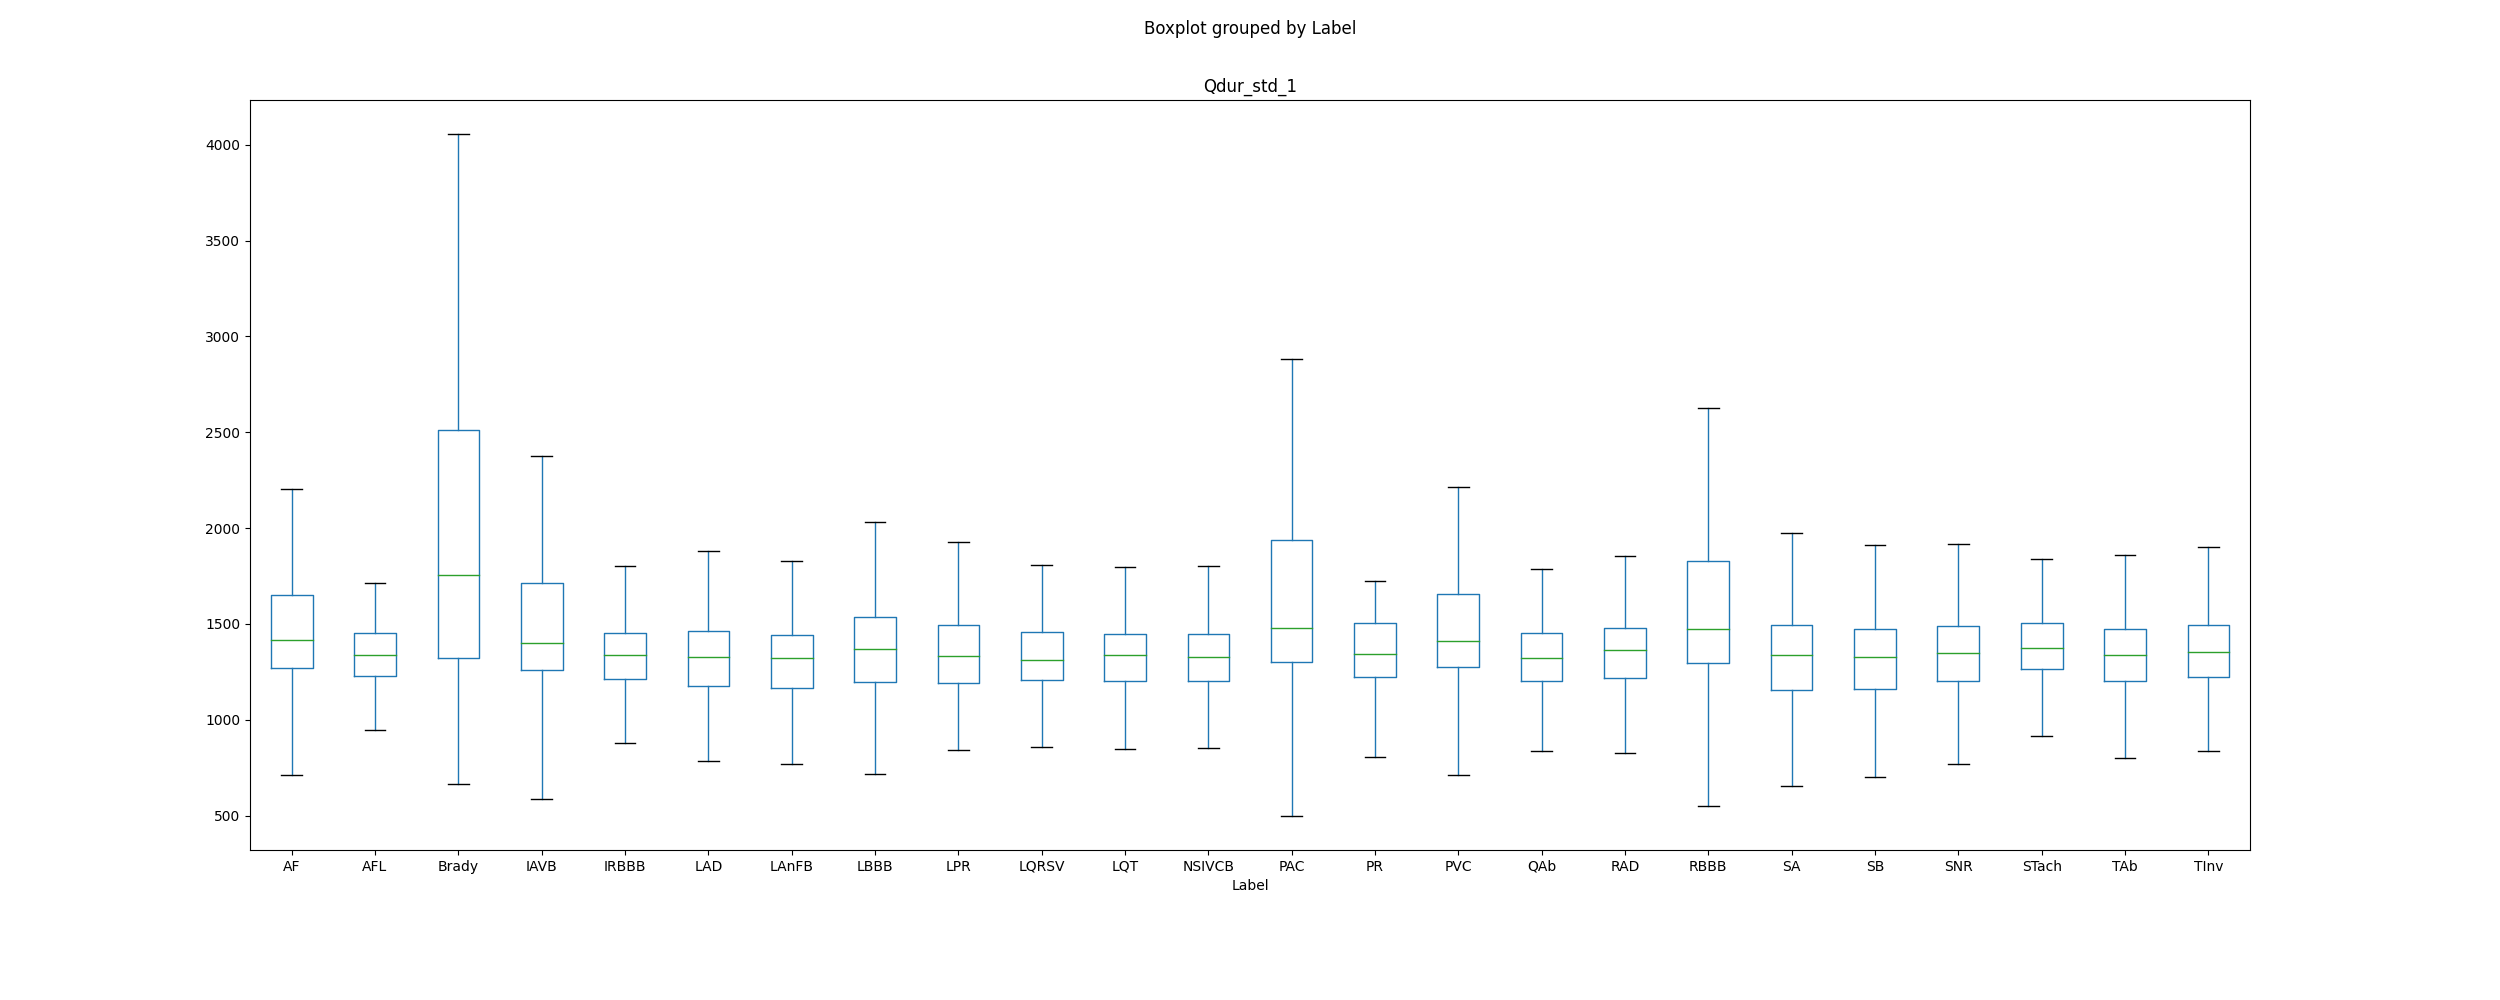 Boxplot grouped by Label
Qdur_std_1
4000
3500
3000
2500
2000
1500
1000
500
AF AFL Brady IAVB IRBBB LAD LAnFB LBBB LPR LQRSV LQT NSIVCB PAC PR PVC QAb RAD RBBB SA SB SNR STach TAb TInv
Label